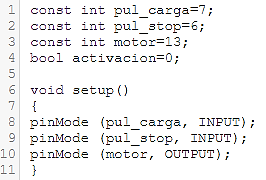 1 const int pul_carga=7;
2 const int pul_stop=6;
3 const int motor=13;
4 bool activacion=0;
5
6 void setup()
7 {
8 pinMode (pul_carga, INPUT);
9 pinMode (pul_stop, INPUT);
10 pinMode (motor, OUTPUT);
11 }